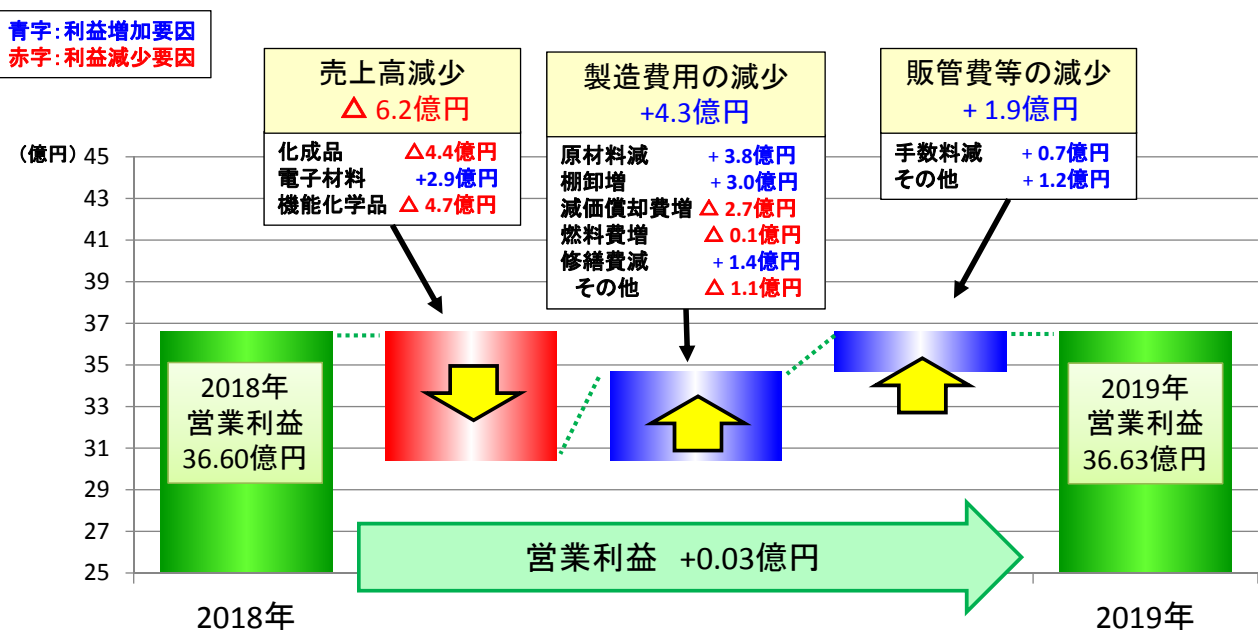 青字：利益増加要因
赤字：利益減少要因
売上高減少
△ 6.2億円
化成品 △4.4億円
電子材料 +2.9億円
機能化学品 △ 4.7億円
製造費用の減少
+4.3億円
原材料減 + 3.8億円
棚卸増 + 3.0億円
減価償却費増 △ 2.7億円
燃料費増 △ 0.1億円
修繕費減 + 1.4億円
その他 △ 1.1億円
販管費等の減少
+ 1.9億円
手数料減 + 0.7億円
その他 + 1.2億円
（億円）
45
43
41
39
37
35
33
31
29
27
25
2018年
営業利益
36.60億円
2019年
営業利益
36.63億円
営業利益 +0.03億円
2018年
2019年